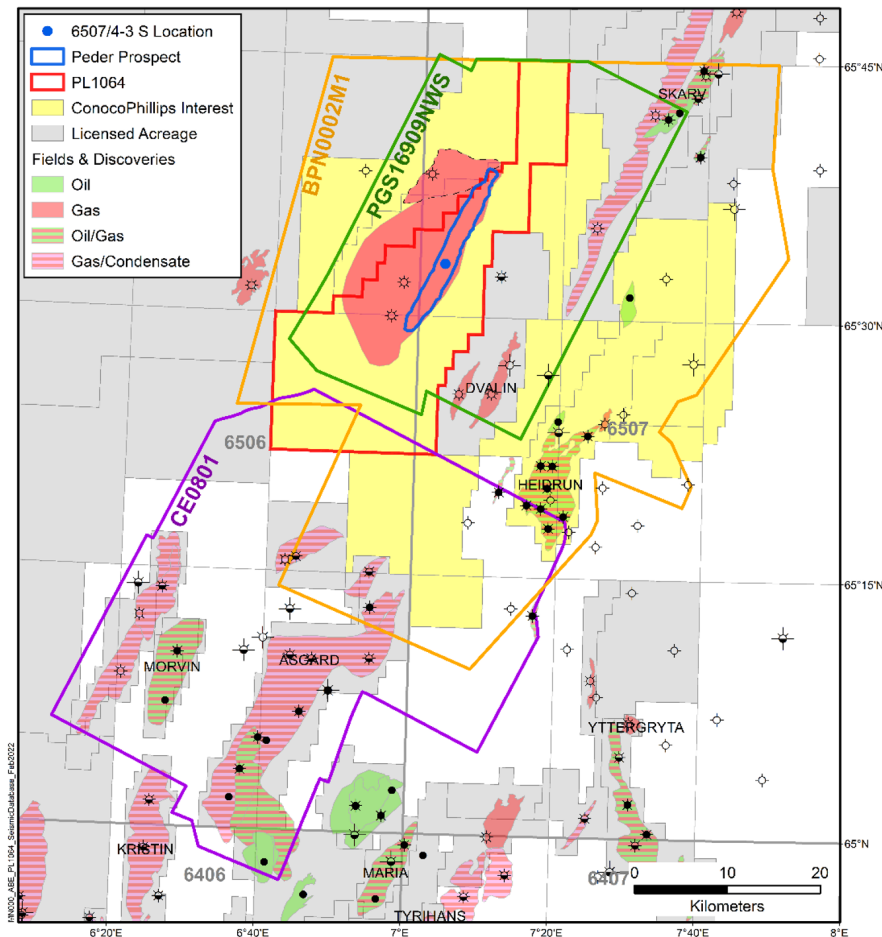 6507/4-3 S Location
Peder Prospect
PL1064
ConocoPhillips Interest
Licensed Acreage
Fields & Discoveries
Oil
Gas
Oil/Gas
Gas/Condensate
BPN0002M1
PGS16909NWS
SKARV
65°45'N
65°30'N
DVALIN
6506
6507
HEIDRUN
CE0801
65°15'N
MORVIN
ASGARD
YTTERGRYTA
KRISTIN
65°N
6406
MARIA
6407
TYRIHANS
0 10 20
Kilometers
MN000_ABE_PL1064_SeismicDatabase_Feb2022
6°20'E 6°40'E 7°E 7°20'E 7°40'E 8°E